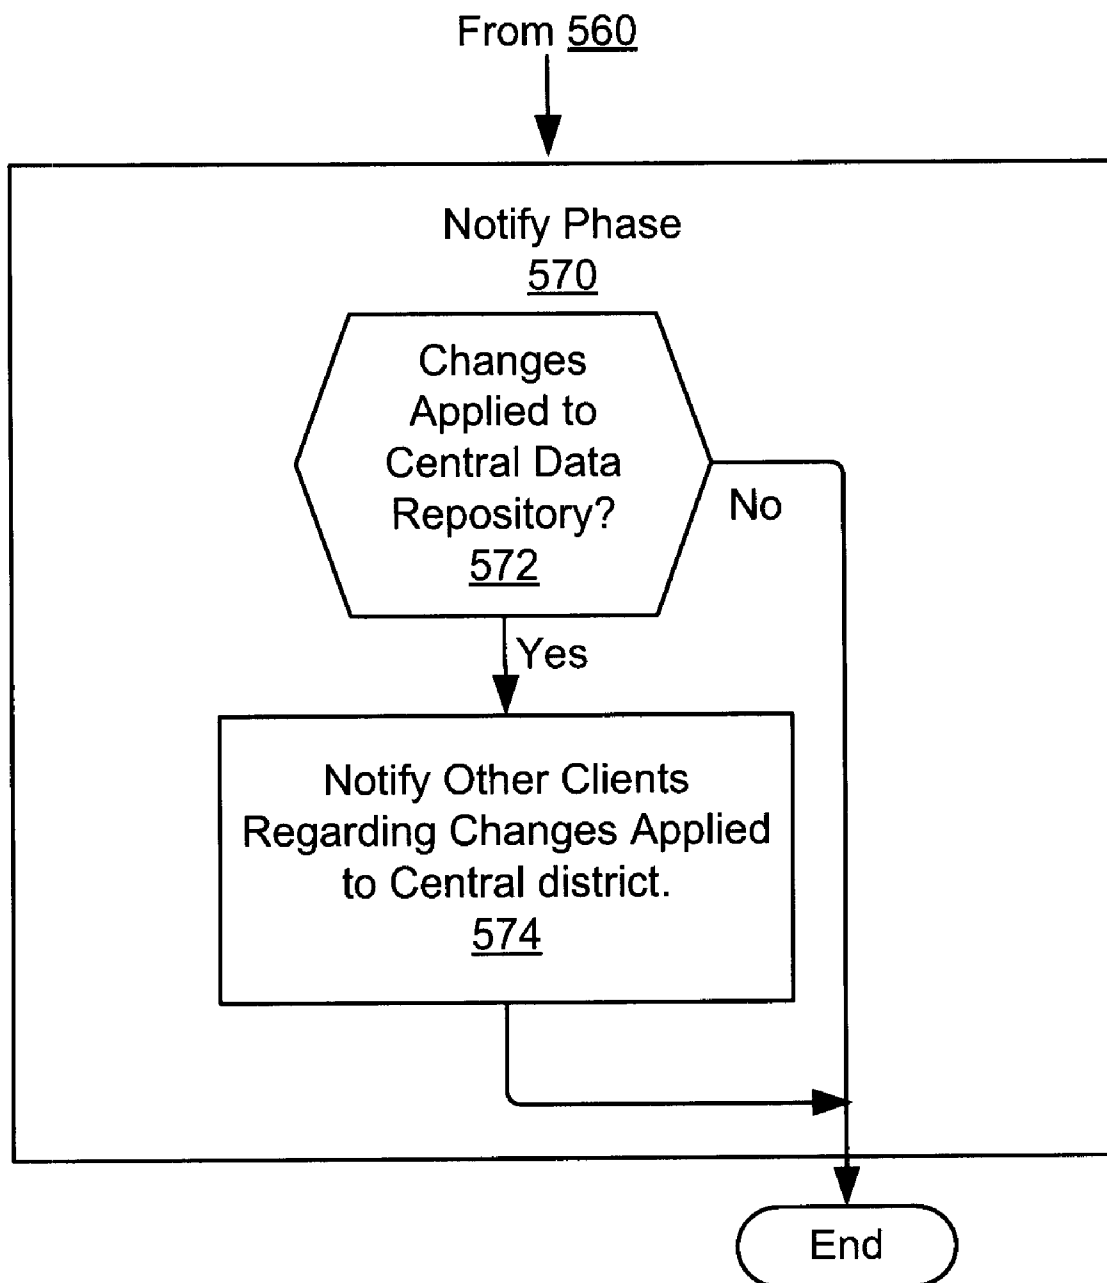 From 560
Notify Phase
570
Changes
Applied to
Central Data
Repository?
572
No
Yes
Notify Other Clients
Regarding Changes Applied
to Central district.
574
End